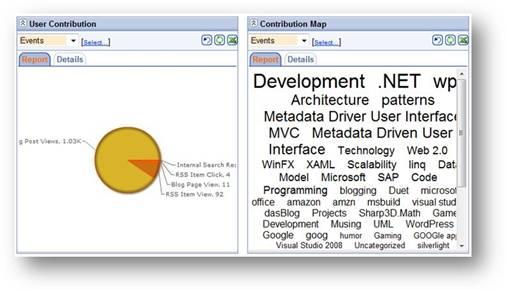 User Contribution
Events [Select...]
Report Details
g Post Views, 1.03K
Internal Search Re
RSS Item Click, 4
Blog Page View, 11
RSS Item View, 92
Contribution Map
Events [Select...]
Report Details
Development .NET wp
Architecture patterns
Metadata Driver User Interface
MVC Metadata Driven User
Interface Technology Web 2.0
WinFX XAML Scalability linq Data
Model Microsoft SAP Code
Programming blogging Duet microsof
office amazon amzn msbuild visual stud
dasBlog Projects Sharp3D.Math Game
Development Musing UML WordPress
Google goog humor Gaming GOOGle app
Visual Studio 2008 Uncategorized silverlight